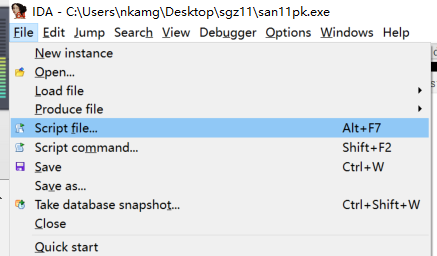 IDA - C:\Users\nkamg\Desktop\sgz11\san11pk.exe
File Edit Jump Search View Debugger Options Windows Help
New instance
Open...
Load file
Produce file
Script file... Alt+F7
Script command... Shift+F2
Save Ctrl+W
Save as...
Take database snapshot... Ctrl+Shift+W
Close
Quick start